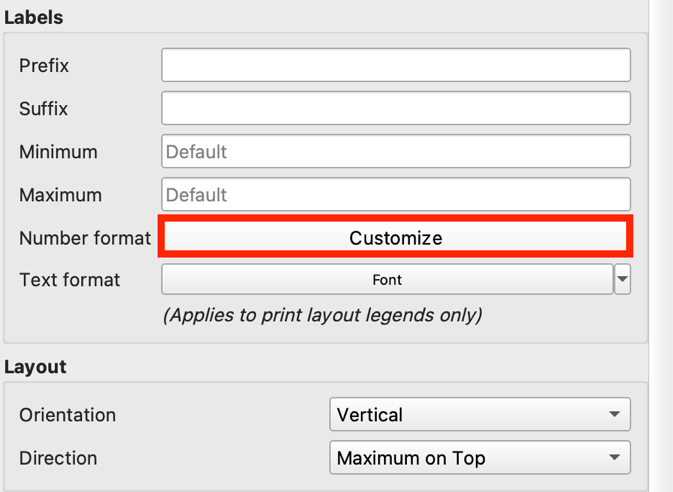 Labels
Prefix
Suffix
Minimum Default
Maximum Default
Number format Customize
Text format Font
(Applies to print layout legends only)
Layout
Orientation Vertical
Direction Maximum on Top